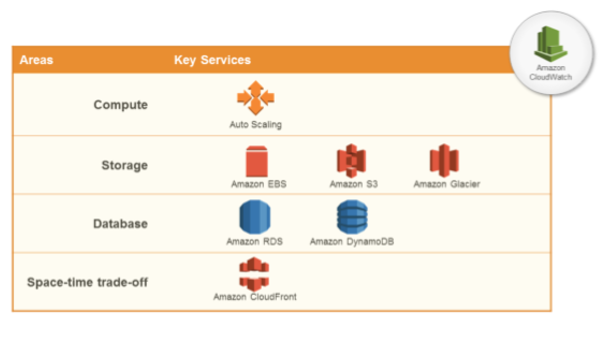 Amazon
CloudWatch
Areas Key Services
Compute
Auto Scaling
Storage
Amazon EBS Amazon S3 Amazon Glacier
Database
Amazon RDS Amazon DynamoDB
Space-time trade-off
Amazon CloudFront